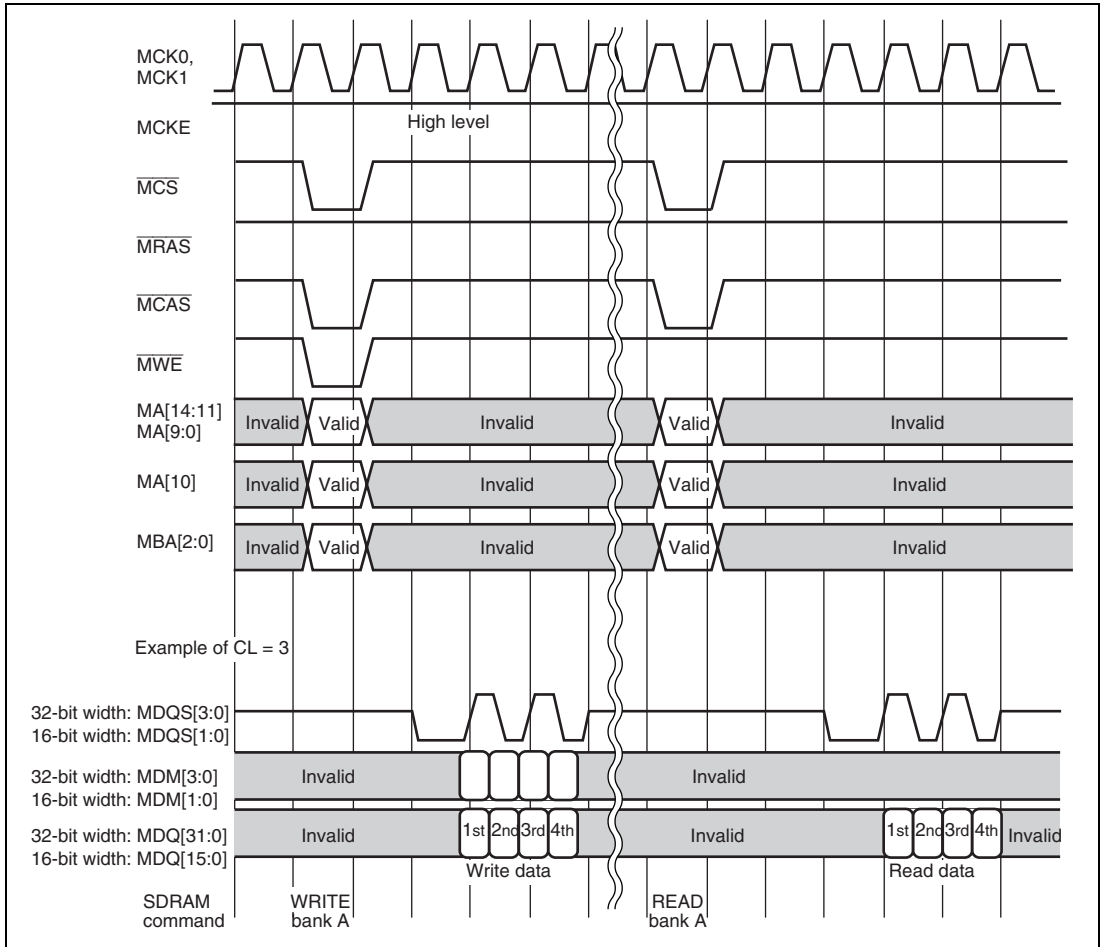 MCK0,
MCK1
High level
MCKE
MCS
MRAS
MCAS
MWE
MA[14:11]
MA[9:0]
Invalid Valid Invalid Valid Invalid
MA[10] Invalid Valid Invalid Valid Invalid
MBA[2:0] Invalid Valid Invalid Valid Invalid
Example of CL = 3
32-bit width: MDQS[3:0]
16-bit width: MDQS[1:0]
32-bit width: MDM[3:0]
16-bit width: MDM[1:0]
Invalid Invalid
32-bit width: MDQ[31:0]
16-bit width: MDQ[15:0]
Invalid 1st 2nd 3rd 4th Invalid 1st 2nd 3rd 4th Invalid
Write data Read data
SDRAM
command
WRITE
bank A
READ
bank A